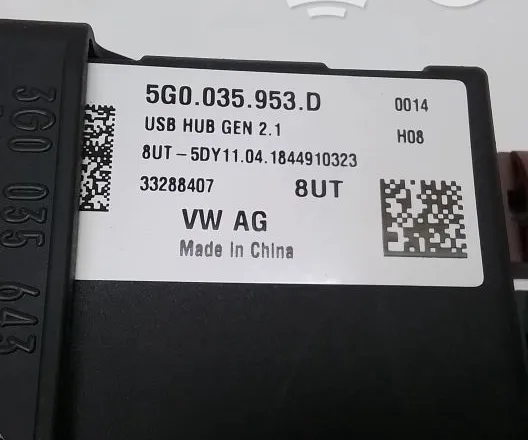 5G0.035.953.D
0014
USB HUB GEN 2.1
H08
8UT-5DY11.04.1844910323
33288407
8UT
VW AG
Made In China
3G0 035 643